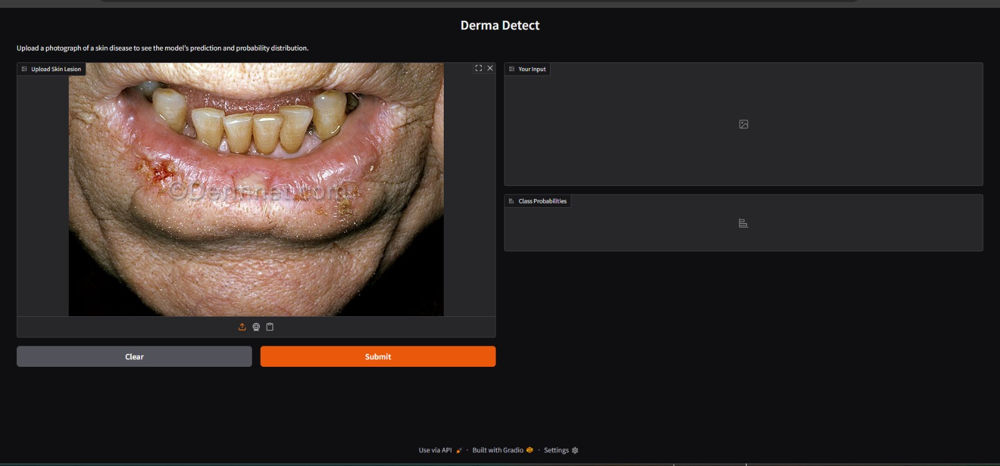 Derma Detect
Upload a photograph of a skin disease to see the model's prediction and probability distribution.
Upload Skin Lesion
©Dermnet.com
Your Input
Class Probabilities
Clear
Submit
Use via API · Built with Gradio · Settings